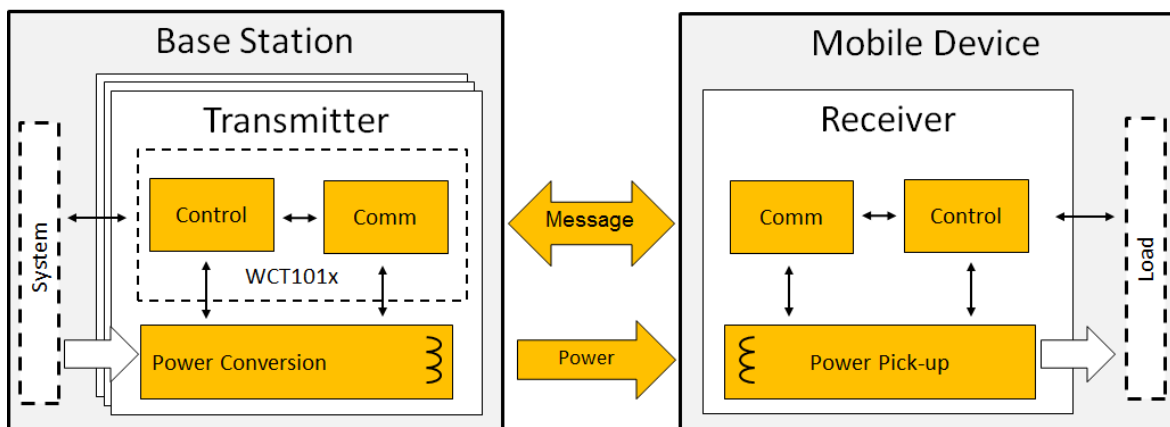 Base Station
Transmitter
System
Control
Comm
WCT101x
Power Conversion
Message
Power
Mobile Device
Receiver
Comm
Control
Power Pick-up
Load